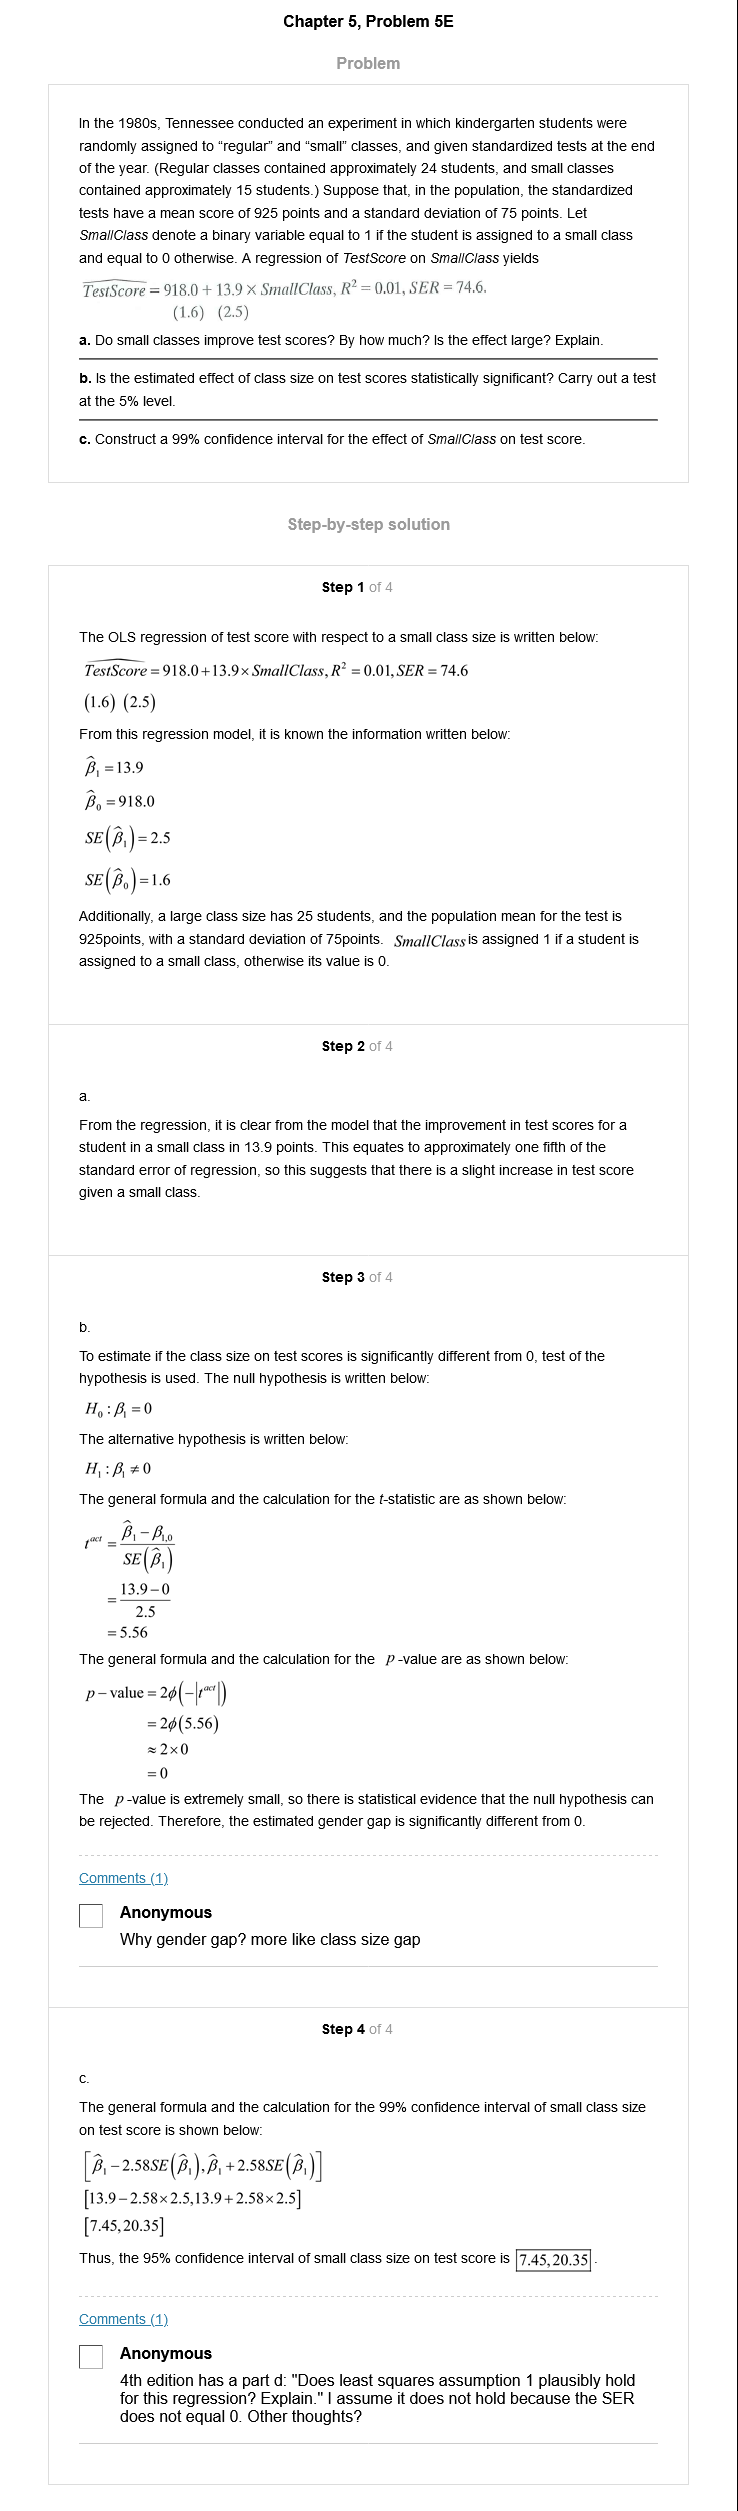 Chapter 5, Problem 5E
Problem
In the 1980s, Tennessee conducted an experiment in which kindergarten students were
randomly assigned to “regular” and “small” classes, and given standardized tests at the end
of the year. (Regular classes contained approximately 24 students, and small classes
contained approximately 15 students.) Suppose that, in the population, the standardized
tests have a mean score of 925 points and a standard deviation of 75 points. Let
SmallClass denote a binary variable equal to 1 if the student is assigned to a small class
and equal to 0 otherwise. A regression of TestScore on SmallClass yields
$\widehat{TestScore} = 918.0 + 13.9 \times SmallClass, R^2 = 0.01, SER = 74.6.$
(1.6) (2.5)
a. Do small classes improve test scores? By how much? Is the effect large? Explain.
b. Is the estimated effect of class size on test scores statistically significant? Carry out a test
at the 5% level.
c. Construct a 99% confidence interval for the effect of SmallClass on test score.
Step-by-step solution
Step 1 of 4
The OLS regression of test score with respect to a small class size is written below:
$\widehat{TestScore} = 918.0 + 13.9 \times SmallClass, R^2 = 0.01, SER = 74.6$
(1.6) (2.5)
From this regression model, it is known the information written below:
$\hat{\beta}_1 = 13.9$
$\hat{\beta}_0 = 918.0$
$SE(\hat{\beta}_1) = 2.5$
$SE(\hat{\beta}_0) = 1.6$
Additionally, a large class size has 25 students, and the population mean for the test is
925points, with a standard deviation of 75points. SmallClass is assigned 1 if a student is
assigned to a small class, otherwise its value is 0.
Step 2 of 4
a.
From the regression, it is clear from the model that the improvement in test scores for a
student in a small class in 13.9 points. This equates to approximately one fifth of the
standard error of regression, so this suggests that there is a slight increase in test score
given a small class.
Step 3 of 4
b.
To estimate if the class size on test scores is significantly different from 0, test of the
hypothesis is used. The null hypothesis is written below:
$H_0 : \beta_1 = 0$
The alternative hypothesis is written below:
$H_1 : \beta_1 \neq 0$
The general formula and the calculation for the t-statistic are as shown below:
$t^{act} = \frac{\hat{\beta}_1 - \beta_{1,0}}{SE(\hat{\beta}_1)}$
$= \frac{13.9 - 0}{2.5}$
$= 5.56$
The general formula and the calculation for the p -value are as shown below:
$p - \text{value} = 2\phi(-|t^{act}|)$
$= 2\phi(5.56)$
$\approx 2 \times 0$
$= 0$
The p -value is extremely small, so there is statistical evidence that the null hypothesis can
be rejected. Therefore, the estimated gender gap is significantly different from 0.
Comments (1)
Anonymous
Why gender gap? more like class size gap
Step 4 of 4
c.
The general formula and the calculation for the 99% confidence interval of small class size
on test score is shown below:
$[\hat{\beta}_1 - 2.58SE(\hat{\beta}_1), \hat{\beta}_1 + 2.58SE(\hat{\beta}_1)]$
$[13.9 - 2.58 \times 2.5, 13.9 + 2.58 \times 2.5]$
$[7.45, 20.35]$
Thus, the 95% confidence interval of small class size on test score is 7.45, 20.35 .
Comments (1)
Anonymous
4th edition has a part d: "Does least squares assumption 1 plausibly hold
for this regression? Explain." I assume it does not hold because the SER
does not equal 0. Other thoughts?